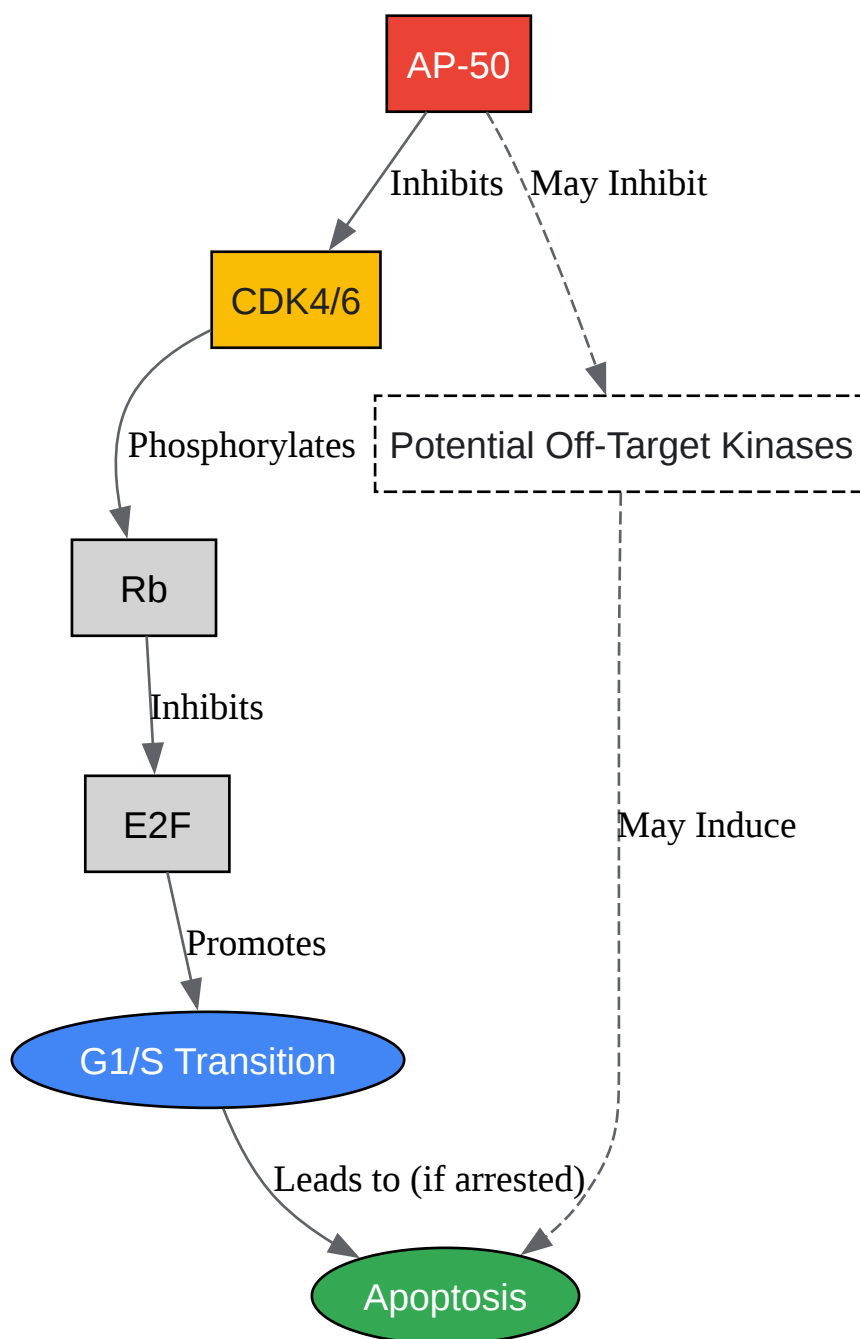 AP-50
Inhibits
May Inhibit
CDK4/6
Phosphorylates
Potential Off-Target Kinases
Rb
Inhibits
E2F
May Induce
Promotes
G1/S Transition
Leads to (if arrested)
Apoptosis